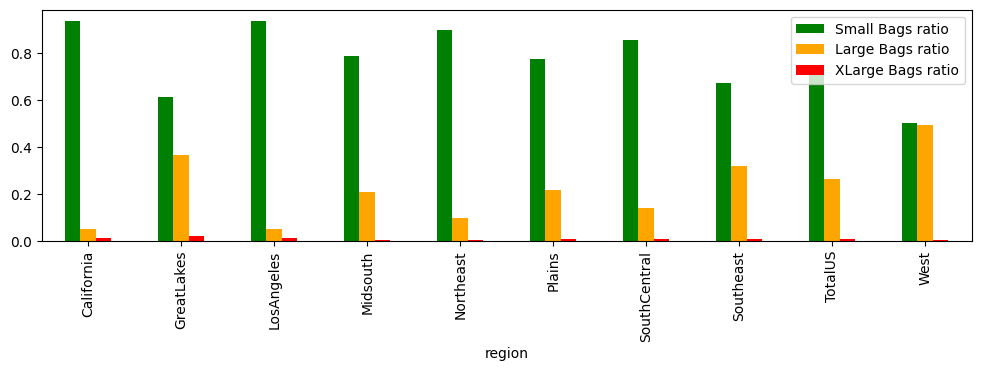 Small Bags ratio
Large Bags ratio
XLarge Bags ratio
0.8
0.6
0.4
0.2
0.0
California
GreatLakes
LosAngeles
Midsouth
Northeast
Plains
SouthCentral
Southeast
TotalUS
West
region